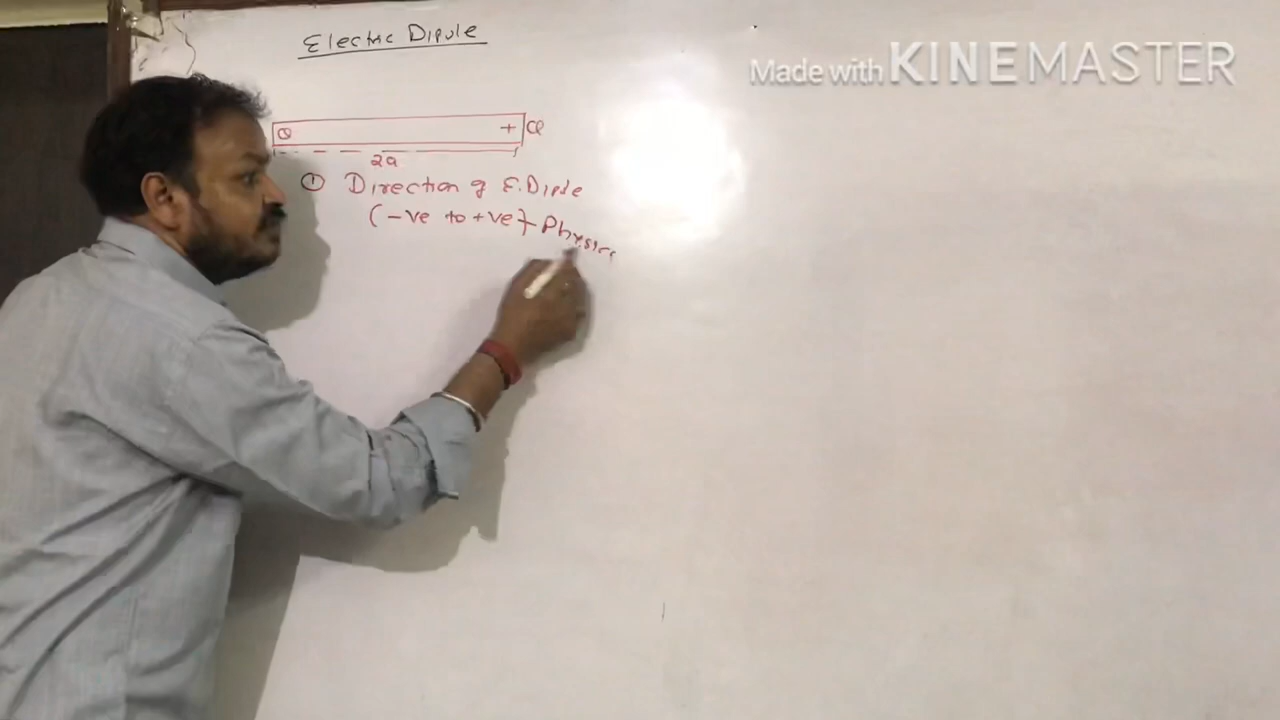 Electric Dipole
Made with KINEMASTER
Q + Q
2a
① Direction of E.Dipole
(-ve to +ve) - Physics